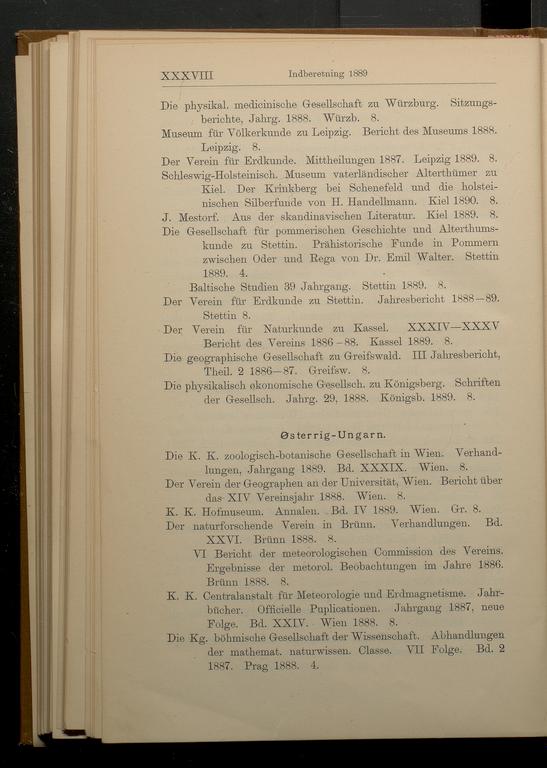 XXXVIII Indberetning 1889
Die physikal. medicinische Gesellschaft zu Würzburg. Sitzungs-
berichte, Jahrg. 1888. Würzb. 8.
Museum für Völkerkunde zu Leipzig. Bericht des Museums 1888.
Leipzig. 8.
Der Verein für Erdkunde. Mittheilungen 1887. Leipzig 1889. 8.
Schleswig-Holsteinisch. Museum vaterländischer Alterthümer zu
Kiel. Der Krinkberg bei Schenefeld und die holstei-
nischen Silberfunde von H. Handellmann. Kiel 1890. 8.
J. Mestorf. Aus der skandinavischen Literatur. Kiel 1889. 8.
Die Gesellschaft für pommerischen Geschichte und Alterthums-
kunde zu Stettin. Prähistorische Funde in Pommern
zwischen Oder und Rega von Dr. Emil Walter. Stettin
1889. 4.
Baltische Studien 39 Jahrgang. Stettin 1889. 8.
Der Verein für Erdkunde zu Stettin. Jahresbericht 1888—89.
Stettin 8.
Der Verein für Naturkunde zu Kassel. XXXIV—XXXV
Bericht des Vereins 1886–88. Kassel 1889. 8.
Die geographische Gesellschaft zu Greifswald. III Jahresbericht,
Theil. 2 1886—87. Greifsw. 8.
Die physikalisch økonomische Gesellsch. zu Königsberg. Schriften
der Gesellsch. Jahrg. 29, 1888. Königsb. 1889. 8.
Østerrig-Ungarn.
Die K. K. zoologisch-botanische Gesellschaft in Wien. Verhand-
lungen, Jahrgang 1889. Bd. XXXIX. Wien. 8.
Der Verein der Geographen an der Universität, Wien. Bericht über
das XIV Vereinsjahr 1888. Wien. 8.
K. K. Hofmuseum. Annalen. Bd. IV 1889. Wien. Gr. 8.
Der naturforschende Verein in Brünn. Verhandlungen. Bd.
XXVI. Brünn 1888. 8.
VI Bericht der meteorologischen Commission des Vereins.
Ergebnisse der metorol. Beobachtungen im Jahre 1886.
Brünn 1888. 8.
K. K. Centralanstalt für Meteorologie und Erdmagnetisme. Jahr-
bücher. Officielle Puplicationen. Jahrgang 1887, neue
Folge. Bd. XXIV. Wien 1888. 8.
Die Kg. böhmische Gesellschaft der Wissenschaft. Abhandlungen
der mathemat. naturwissen. Classe. VII Folge. Bd. 2
1887. Prag 1888. 4.